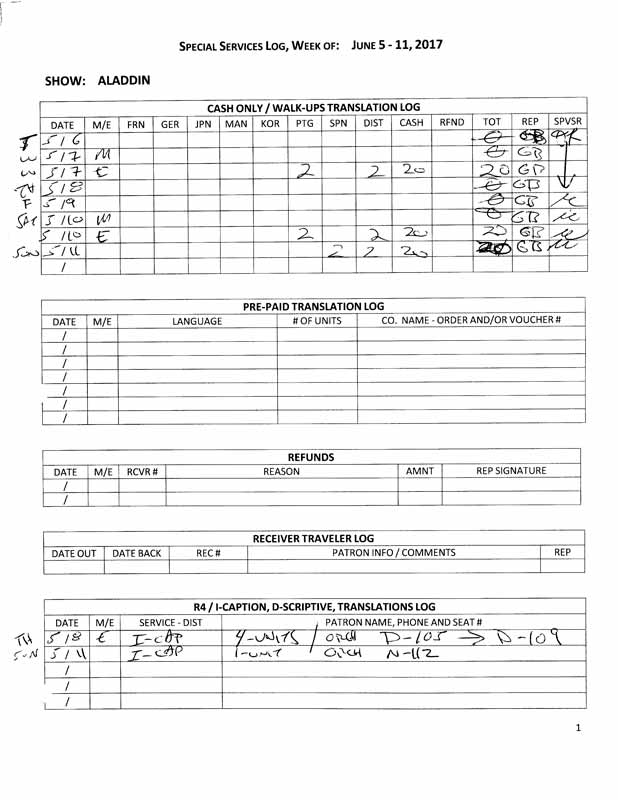 SPECIAL SERVICES LOG, WEEK OF: JUNE 5 - 11, 2017
SHOW: ALADDIN
CASH ONLY / WALK-UPS TRANSLATION LOG
DATE M/E FRN GER JPN MAN KOR PTG SPN DIST CASH RFND TOT REP SPVSR
T 5/6 0 GB
W 5/7 M 0 GB
W 5/7 E 2 2 20 20 GB
TH 5/8 0 GB
F 5/9 0 GB
SAT 5/10 M 0 GB
S 5/10 E 2 2 20 20 GB
SUN 5/11 2 2 20 20 GB
/
PRE-PAID TRANSLATION LOG
DATE M/E LANGUAGE # OF UNITS CO. NAME - ORDER AND/OR VOUCHER #
/
/
/
/
/
/
/
REFUNDS
DATE M/E RCVR # REASON AMNT REP SIGNATURE
/
/
RECEIVER TRAVELER LOG
DATE OUT DATE BACK REC # PATRON INFO / COMMENTS REP
R4 / I-CAPTION, D-SCRIPTIVE, TRANSLATIONS LOG
DATE M/E SERVICE - DIST PATRON NAME, PHONE AND SEAT #
TH 5/8 E I-CAP 4-UNITS / ORCH D-105 → D-109
SUN 5/11 I-CAP 1-UNIT ORCH N-112
/
/
/
1